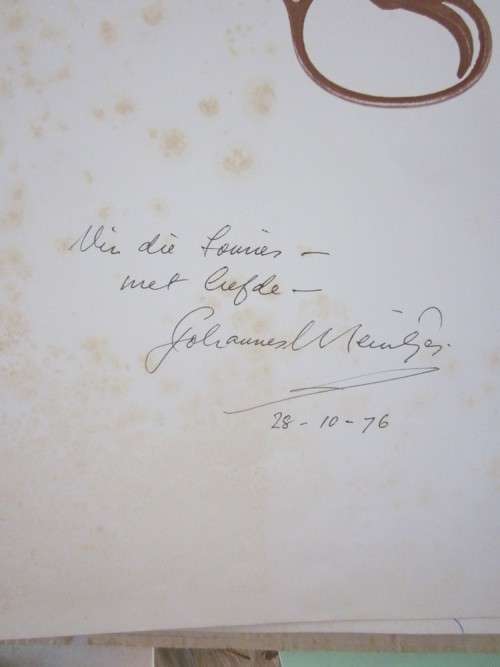 Vir die Fouries —
met liefde —
Johannes Meintjes.
28 - 10 - 76